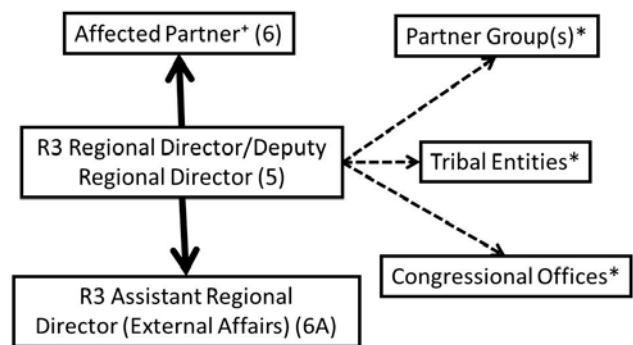 Affected Partner⁺ (6)
Partner Group(s)*
R3 Regional Director/Deputy
Regional Director (5)
Tribal Entities*
Congressional Offices*
R3 Assistant Regional
Director (External Affairs) (6A)